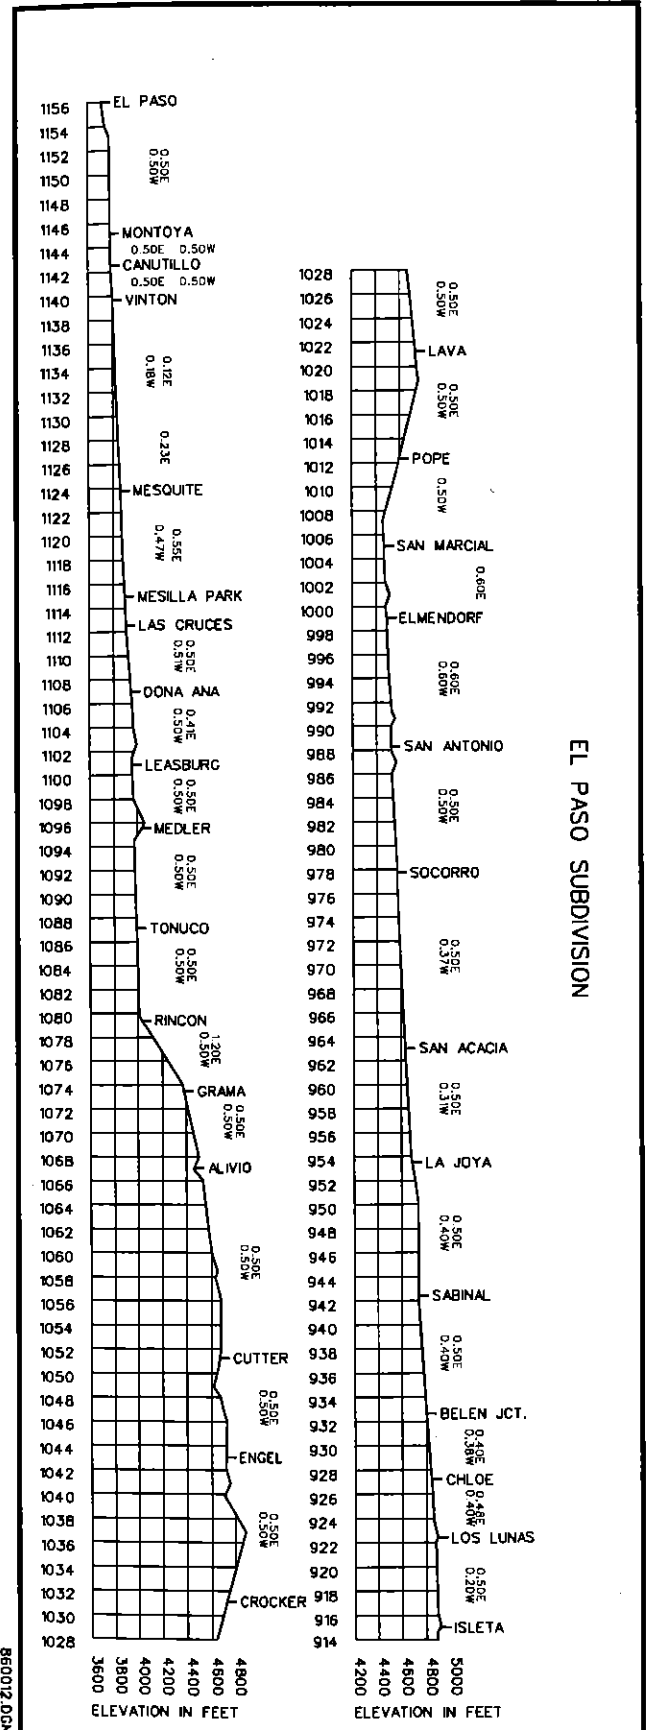 EL PASO SUBDIVISION
1156
EL PASO
1154
1152
0.50E
0.50W
1150
1148
1146
MONTOYA
0.50E 0.50W
1144
CANUTILLO
1142
0.50E 0.50W
1140
VINTON
1138
1136
1134
0.12E
0.18W
1132
1130
1128
0.23E
1126
1124
MESQUITE
1122
1120
0.55E
0.47W
1118
1116
MESILLA PARK
1114
LAS CRUCES
1112
1110
0.50E
0.51W
1108
DONA ANA
1106
1104
0.41E
0.50W
1102
LEASBURG
1100
0.50E
0.50W
1098
1096
MEDLER
1094
1092
0.50E
0.50W
1090
1088
TONUCO
1086
1084
0.50E
0.50W
1082
1080
RINCON
1078
1.20E
0.50W
1076
1074
GRAMA
1072
0.50E
0.50W
1070
1068
ALIVIO
1066
1064
1062
1060
0.50E
0.50W
1058
1056
1054
1052
CUTTER
1050
1048
0.50E
0.50W
1046
1044
ENGEL
1042
1040
1038
0.50E
0.50W
1036
1034
1032
CROCKER
1030
1028
3600
3800
4000
4200
4400
4600
4800
ELEVATION IN FEET
1028
1026
0.50E
0.50W
1024
1022
LAVA
1020
1018
0.50E
0.50W
1016
1014
POPE
1012
1010
0.50W
1008
1006
SAN MARCIAL
1004
1002
0.60E
1000
ELMENDORF
998
996
994
0.60E
0.60W
992
990
SAN ANTONIO
988
986
984
0.50E
0.50W
982
980
978
SOCORRO
976
974
972
0.50E
0.37W
970
968
966
964
SAN ACACIA
962
960
0.50E
0.31W
958
956
954
LA JOYA
952
950
948
0.50E
0.40W
946
944
SABINAL
942
940
938
0.50E
0.40W
936
934
BELEN JCT.
932
930
0.40E
0.38W
928
CHLOE
926
0.48E
0.40W
924
LOS LUNAS
922
920
0.50E
0.20W
918
916
ISLETA
914
4200
4400
4600
4800
5000
ELEVATION IN FEET